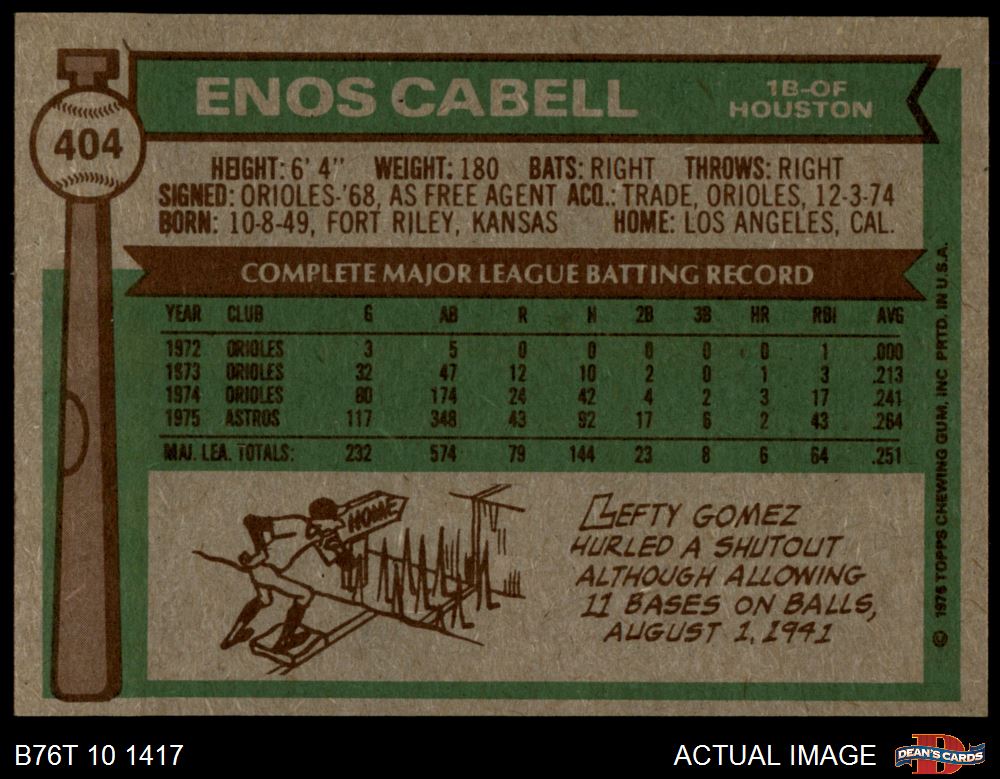 404
ENOS CABELL
1B-OF
HOUSTON
HEIGHT: 6' 4" WEIGHT: 180 BATS: RIGHT THROWS: RIGHT
SIGNED: ORIOLES-'68, AS FREE AGENT ACQ.: TRADE, ORIOLES, 12-3-74
BORN: 10-8-49, FORT RILEY, KANSAS HOME: LOS ANGELES, CAL.
COMPLETE MAJOR LEAGUE BATTING RECORD
YEAR CLUB G AB R H 2B 3B HR RBI AVG
1972 ORIOLES 3 5 0 0 0 0 0 1 .000
1973 ORIOLES 32 47 12 10 2 0 1 3 .213
1974 ORIOLES 80 174 24 42 4 2 3 17 .241
1975 ASTROS 117 348 43 92 17 6 2 43 .264
MAJ. LEA. TOTALS: 232 574 79 144 23 8 6 64 .251
HOME
LEFTY GOMEZ
HURLED A SHUTOUT
ALTHOUGH ALLOWING
11 BASES ON BALLS,
AUGUST 1, 1941
© 1976 TOPPS CHEWING GUM, INC PRTD. IN U.S.A.
B76T 10 1417
ACTUAL IMAGE
DEAN'S CARDS